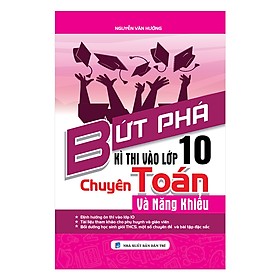 NGUYỄN VĂN HƯỞNG
BỨT PHÁ
KÌ THI VÀO LỚP 10
Chuyên Toán
Và Năng Khiếu
Định hướng ôn thi vào lớp 10
Tài liệu tham khảo cho phụ huynh và giáo viên
Bồi dưỡng học sinh giỏi THCS, một số chuyên đề và bài tập đặc sắc
NHÀ XUẤT BẢN DÂN TRÍ